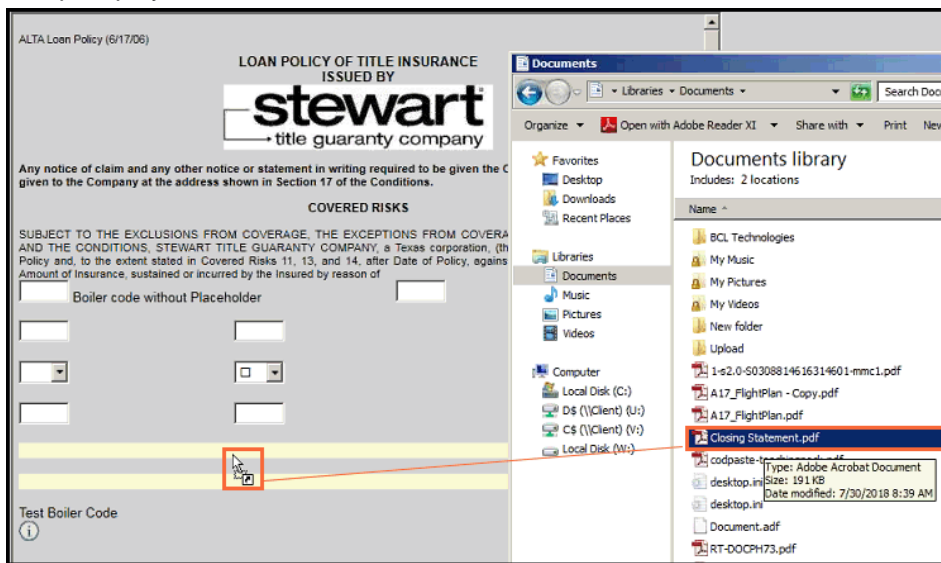 ALTA Loan Policy (6/17/06)
LOAN POLICY OF TITLE INSURANCE
ISSUED BY
stewart
title guaranty company
Any notice of claim and any other notice or statement in writing required to be given the C
given to the Company at the address shown in Section 17 of the Conditions.
COVERED RISKS
SUBJECT TO THE EXCLUSIONS FROM COVERAGE, THE EXCEPTIONS FROM COVERA
AND THE CONDITIONS, STEWART TITLE GUARANTY COMPANY, a Texas corporation, (th
Policy and, to the extent stated in Covered Risks 11, 13, and 14, after Date of Policy, agains
Amount of Insurance, sustained or incurred by the Insured by reason of
Boiler code without Placeholder
Test Boiler Code
Documents
Libraries Documents
Search Doc
Organize Open with Adobe Reader XI Share with Print New
Favorites
Desktop
Downloads
Recent Places
Libraries
Documents
Music
Pictures
Videos
Computer
Local Disk (C:)
D$ (\\Client) (U:)
C$ (\\Client) (V:)
Local Disk (W:)
Documents library
Includes: 2 locations
Name
BCL Technologies
My Music
My Pictures
My Videos
New folder
Upload
1-s2.0-S0308814616314601-mmc1.pdf
A17_FlightPlan - Copy.pdf
A17_FlightPlan.pdf
Closing Statement.pdf
Type: Adobe Acrobat Document
Size: 191 KB
Date modified: 7/30/2018 8:39 AM
desktop.ini
desktop.ini
Document.adf
RT-DOCPH73.pdf